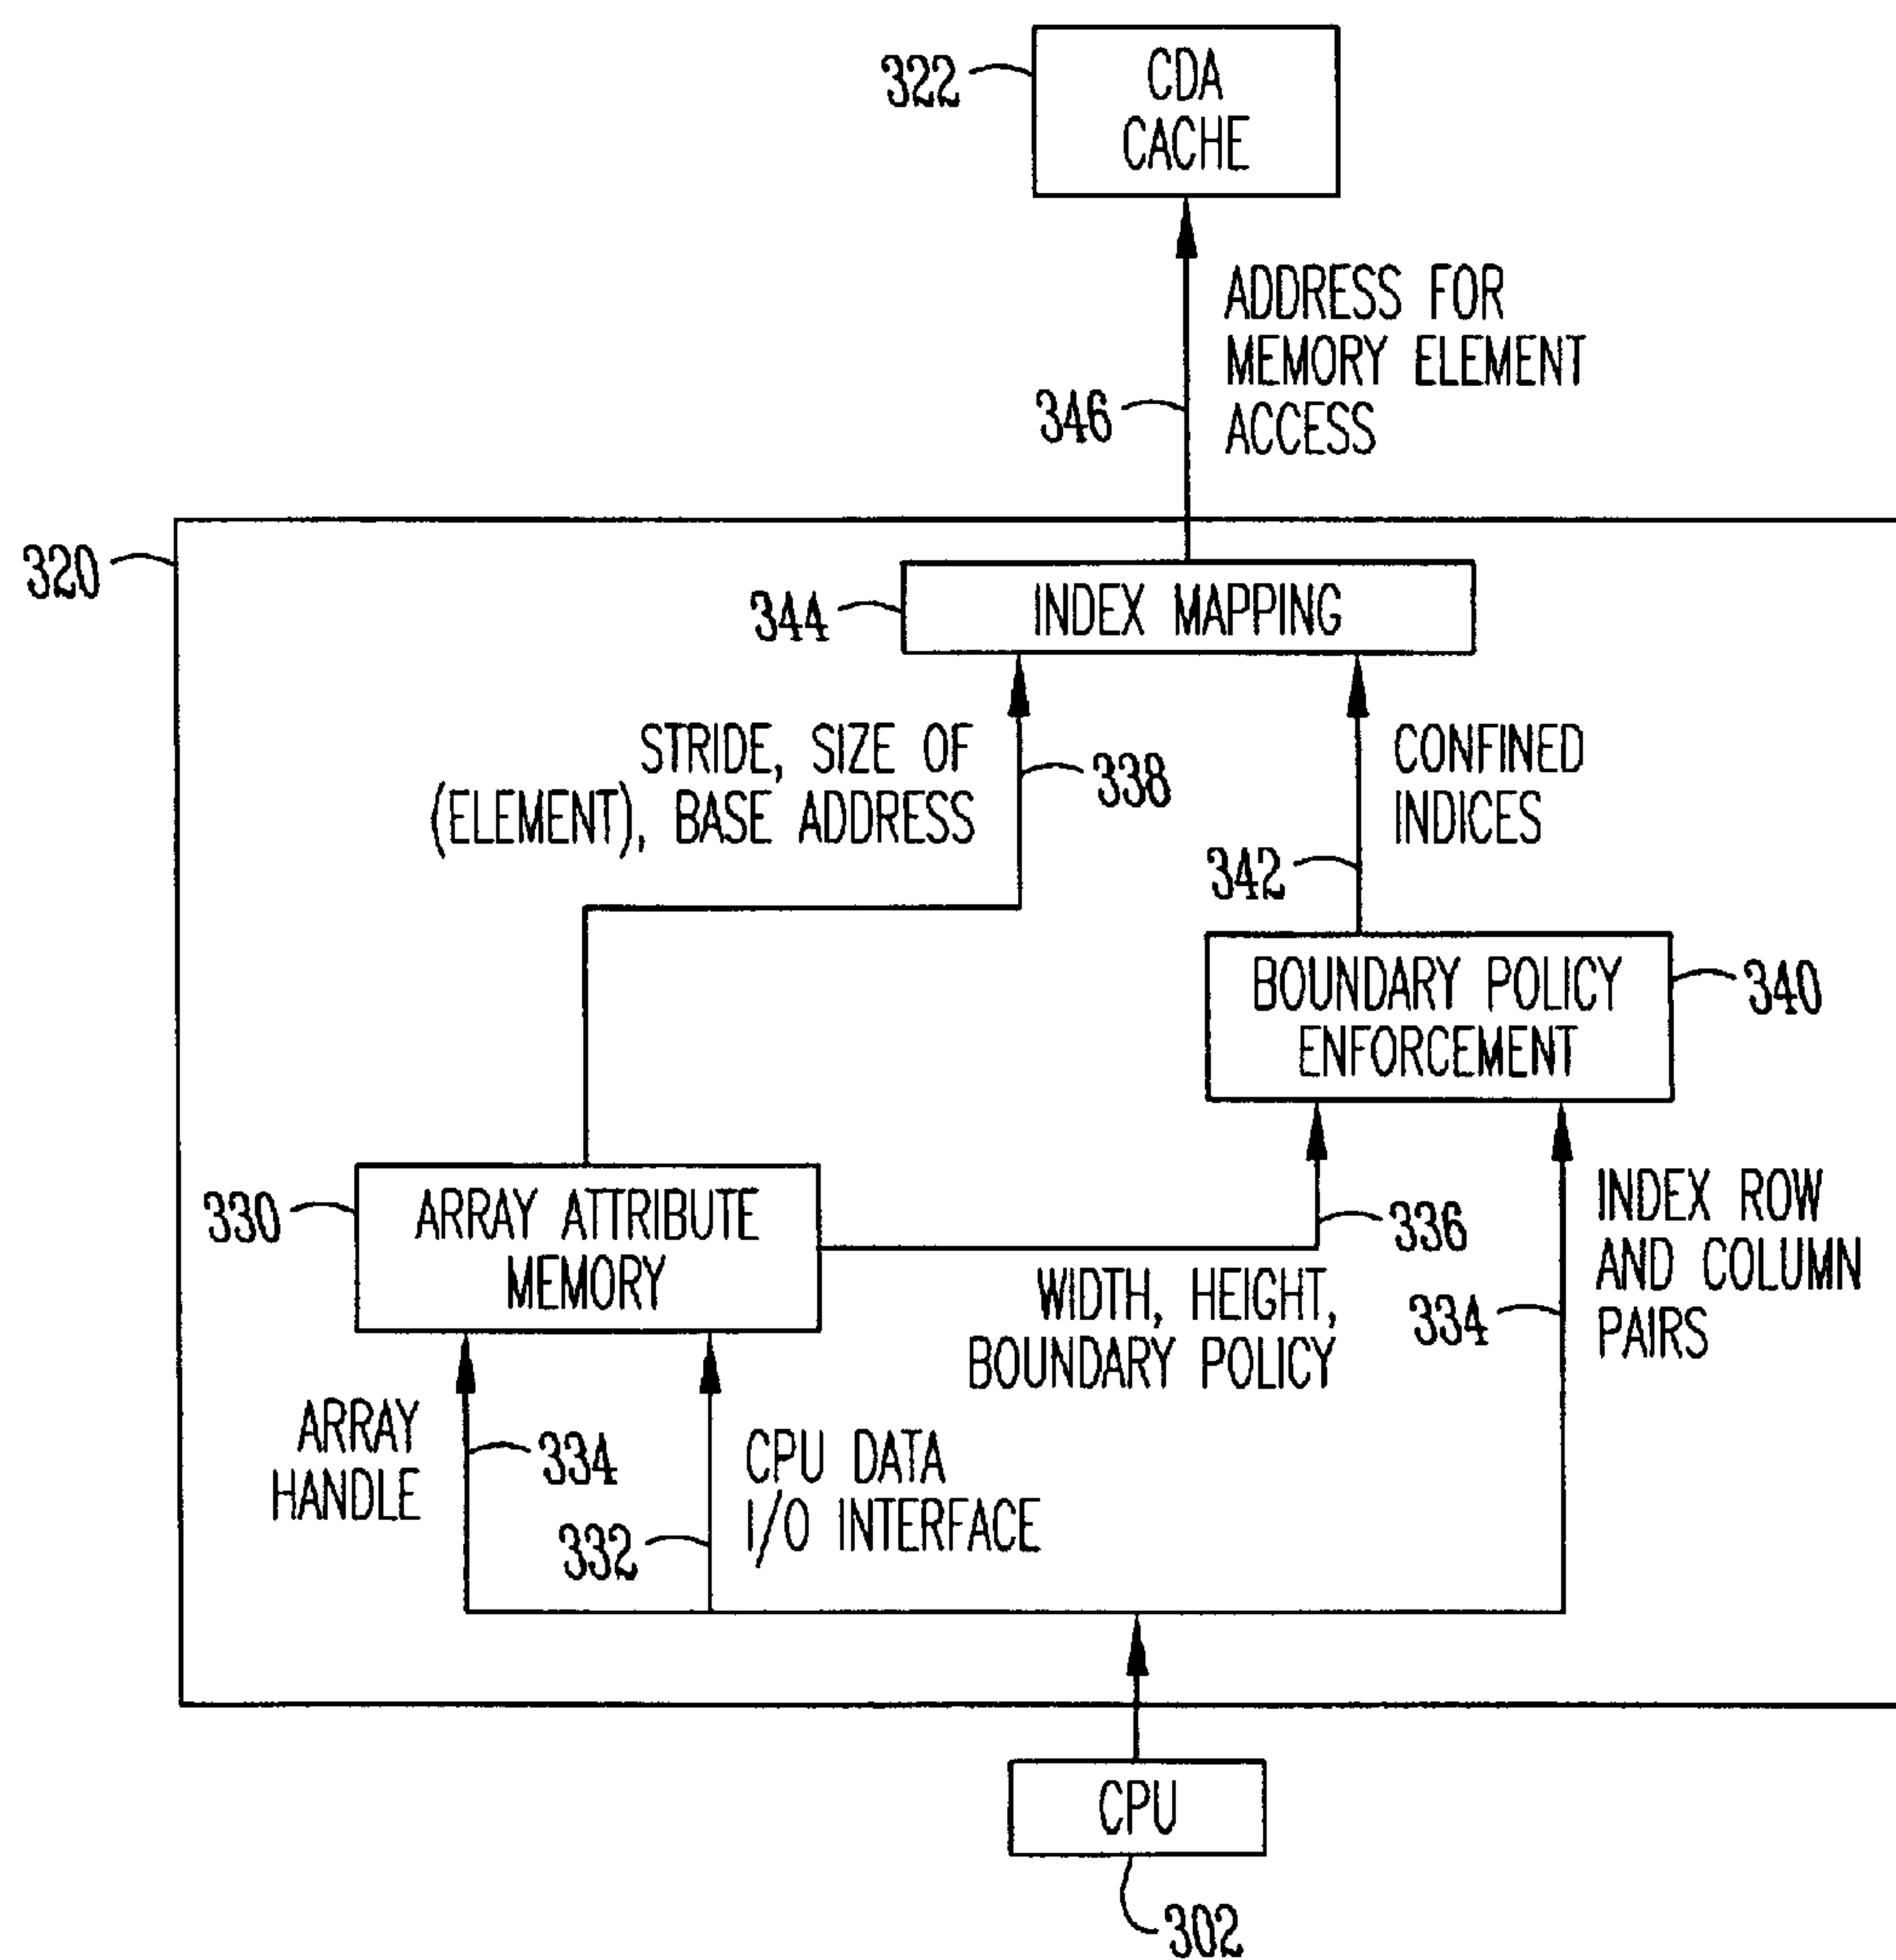 322
CDA
CACHE
ADDRESS FOR
MEMORY ELEMENT
ACCESS
346
320
344
INDEX MAPPING
STRIDE, SIZE OF
(ELEMENT), BASE ADDRESS
338
CONFINED
INDICES
342
BOUNDARY POLICY
ENFORCEMENT
340
330
ARRAY ATTRIBUTE
MEMORY
336
WIDTH, HEIGHT,
BOUNDARY POLICY
334
INDEX ROW
AND COLUMN
PAIRS
ARRAY
HANDLE
334
332
CPU DATA
I/O INTERFACE
CPU
302